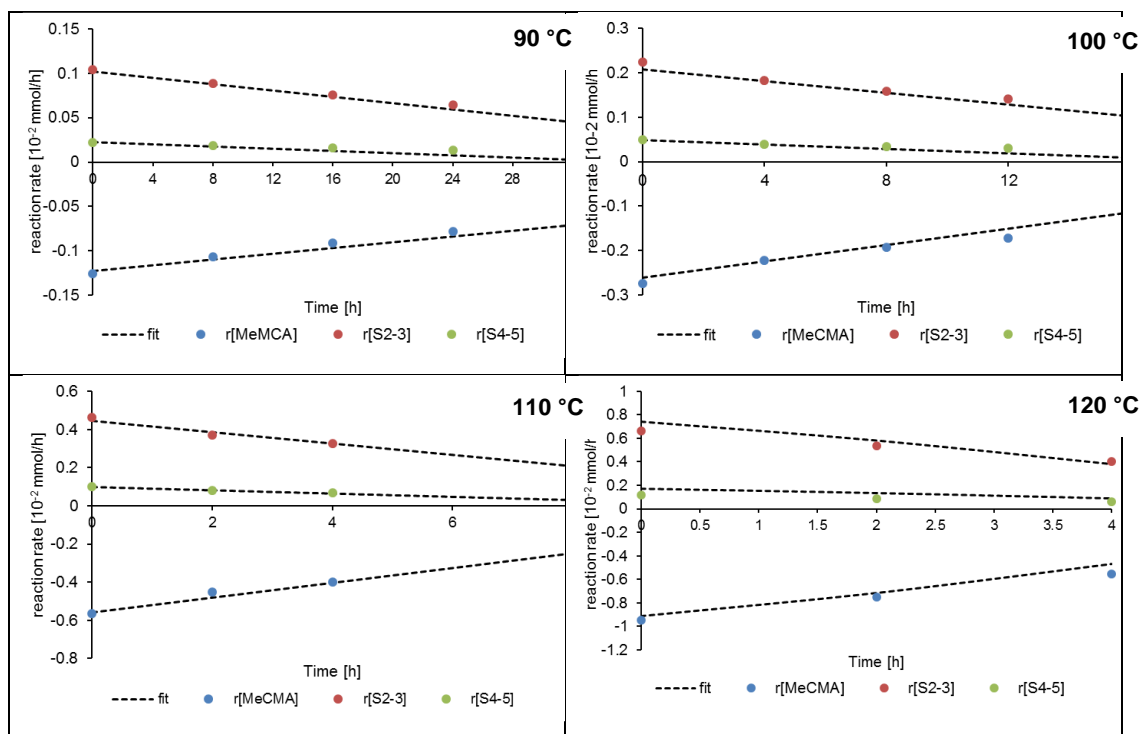 90 °C
reaction rate [10⁻² mmol/h]
0.15
0.1
0.05
0
-0.05
-0.1
-0.15
0 4 8 12 16 20 24 28
Time [h]
fit r[MeMCA] r[S2-3] r[S4-5]
100 °C
reaction rate [10-2 mmol/h
0.3
0.2
0.1
0
-0.1
-0.2
-0.3
0 4 8 12
Time [h]
fit r[MeCMA] r[S2-3] r[S4-5]
110 °C
reaction rate [10⁻² mmol/h]
0.6
0.4
0.2
0
-0.2
-0.4
-0.6
-0.8
0 2 4 6
Time [h]
fit r[MeCMA] r[S2-3] r[S4-5]
120 °C
reaction rate [10⁻² mmol/h
1
0.8
0.6
0.4
0.2
0
-0.2
-0.4
-0.6
-0.8
-1
-1.2
0 0.5 1 1.5 2 2.5 3 3.5 4
Time [h]
fit r[MeCMA] r[S2-3] r[S4-5]